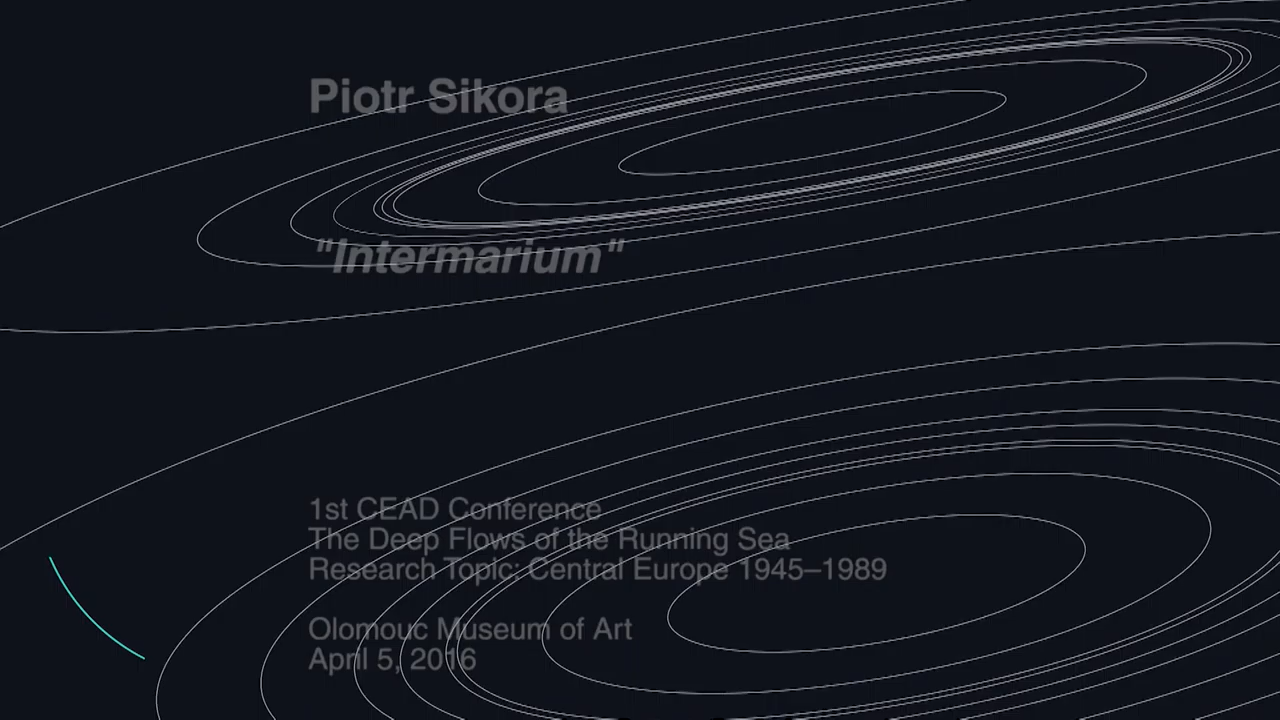 Piotr Sikora
"Intermarium"
1st CEAD Conference
The Deep Flows of the Running Sea
Research Topic: Central Europe 1945–1989
Olomouc Museum of Art
April 5, 2016